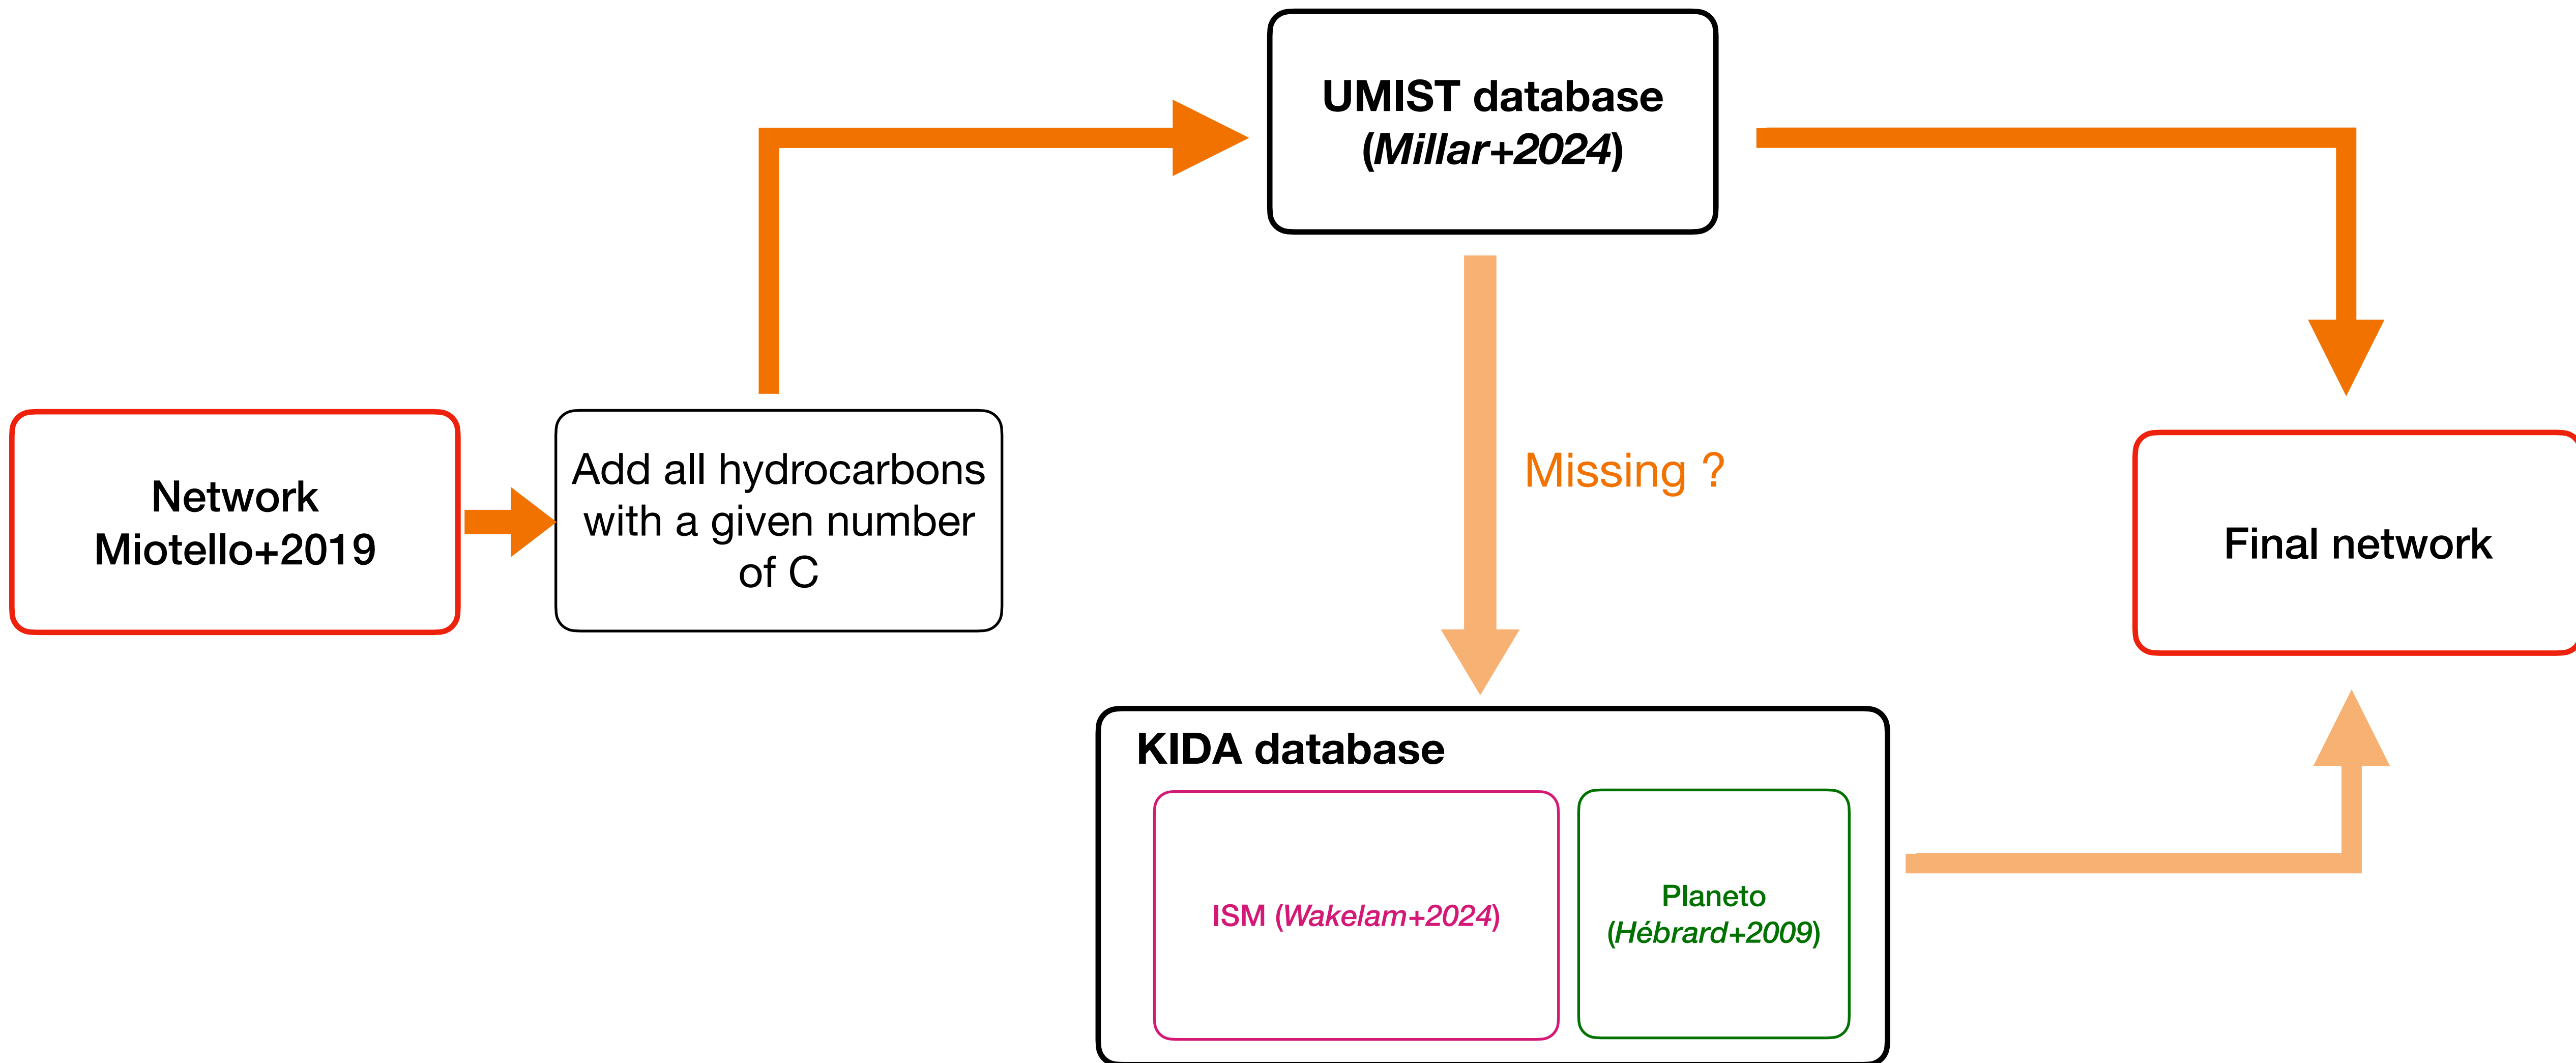 UMIST database
(Millar+2024)
Network
Miotello+2019
Add all hydrocarbons
with a given number
of C
Missing ?
Final network
KIDA database
ISM (Wakelam+2024)
Planeto
(Hébrard+2009)